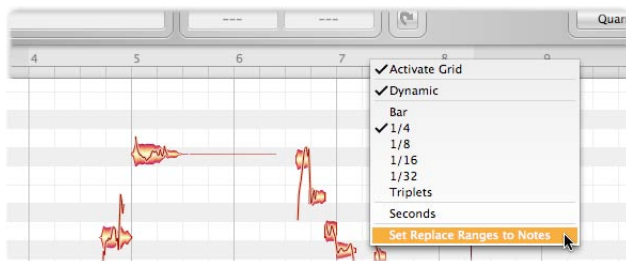 --- ---
Quan
4 5 6 7 8 9
✓Activate Grid
✓Dynamic
Bar
✓1/4
1/8
1/16
1/32
Triplets
Seconds
Set Replace Ranges to Notes